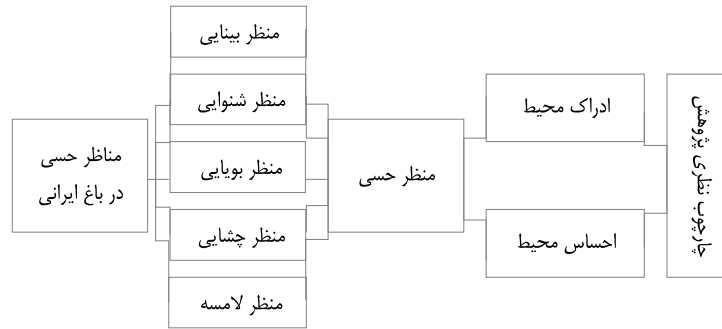 چارچوب نظری پژوهش
ادراک محیط
احساس محیط
منظر حسی
منظر بینایی
منظر شنوایی
منظر بویایی
منظر چشایی
منظر لامسه
مناظر حسی
در باغ ایرانی